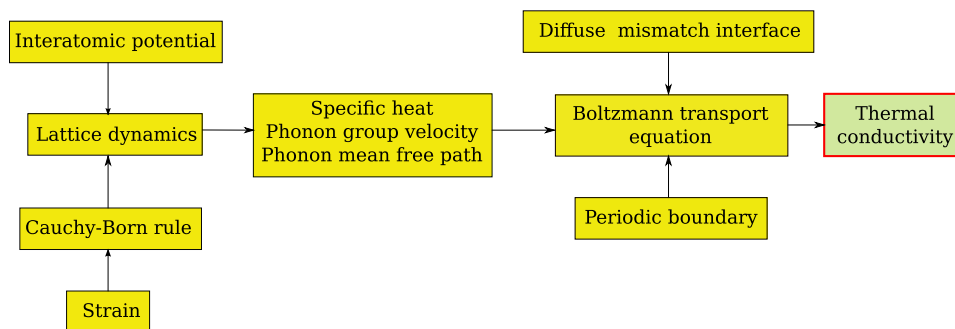 Interatomic potential
Diffuse mismatch interface
Lattice dynamics
Specific heat
Phonon group velocity
Phonon mean free path
Boltzmann transport
equation
Thermal
conductivity
Cauchy-Born rule
Periodic boundary
Strain